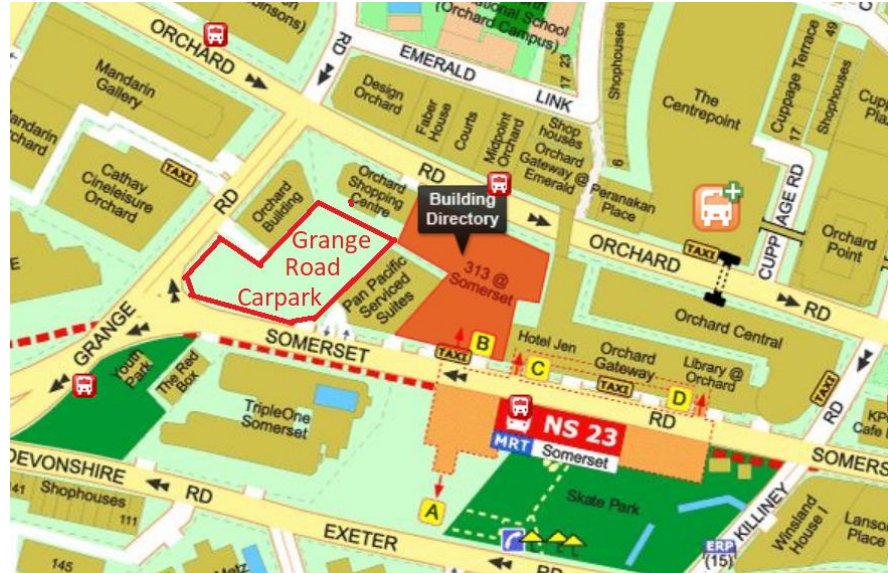 ational School
(Orchard Campus)
binsons)
ORCHARD
RD
EMERALD
LINK
17 23
Shophouses
6
Cuppage Terrace
49
17
Shophouses
Mandarin
Gallery
Mandarin
Orchard
Cathay
Cineleisure
Orchard
TAXI
RD
Design
Orchard
Faber
House
Courts
Midpoint
Orchard
Shop
houses
Orchard
Gateway @
Emerald
The
Centrepoint
Peranakan
Place
RD
Orchard
Building
Orchard
Shopping
Centre
Building
Directory
ORCHARD
TAXI
RD
CUPPAGE RD
Orchard
Point
Grange
Road
Carpark
Pan Pacific
Serviced
Suites
313 @
Somerset
Orchard Central
GRANGE
SOMERSET
TAXI
B
Hotel Jen
C
Orchard
Gateway
TAXI
Library @
Orchard
D
TAXI
RD
RD
SOMERS
Youth
Park
The Red
Box
TripleOne
Somerset
NS 23
MRT
Somerset
A
Skate Park
KILLINEY
ERP
(15)
Winsland
House I
DEVONSHIRE
RD
141
Shophouses
111
145
EXETER
RD